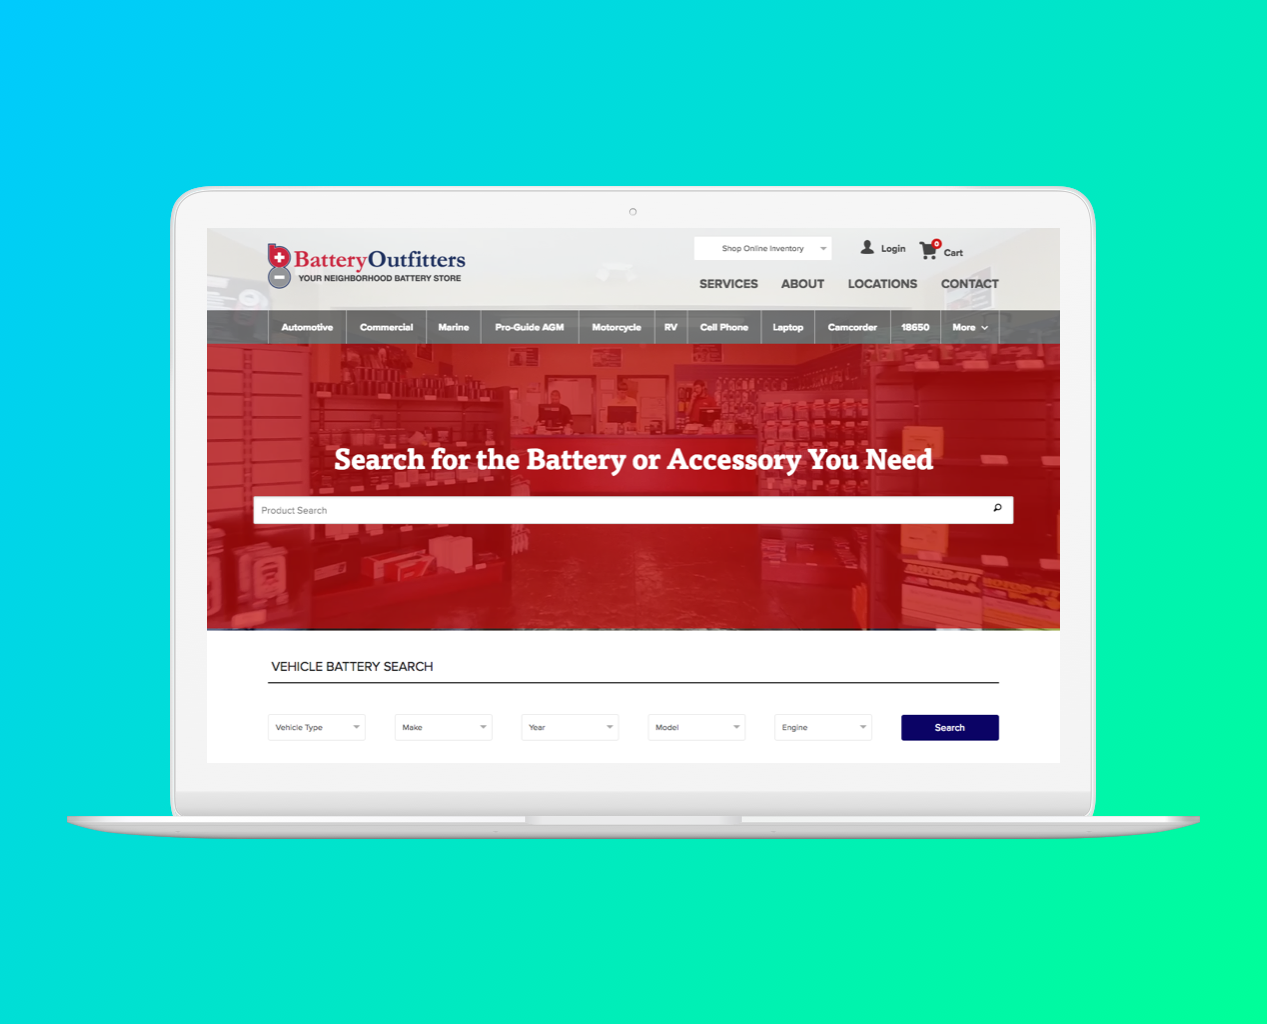 BatteryOutfitters
YOUR NEIGHBORHOOD BATTERY STORE
Shop Online Inventory
Login
0
Cart
SERVICES ABOUT LOCATIONS CONTACT
Automotive Commercial Marine Pro-Guide AGM Motorcycle RV Cell Phone Laptop Camcorder 18650 More
Search for the Battery or Accessory You Need
Product Search
VEHICLE BATTERY SEARCH
Vehicle Type Make Year Model Engine Search